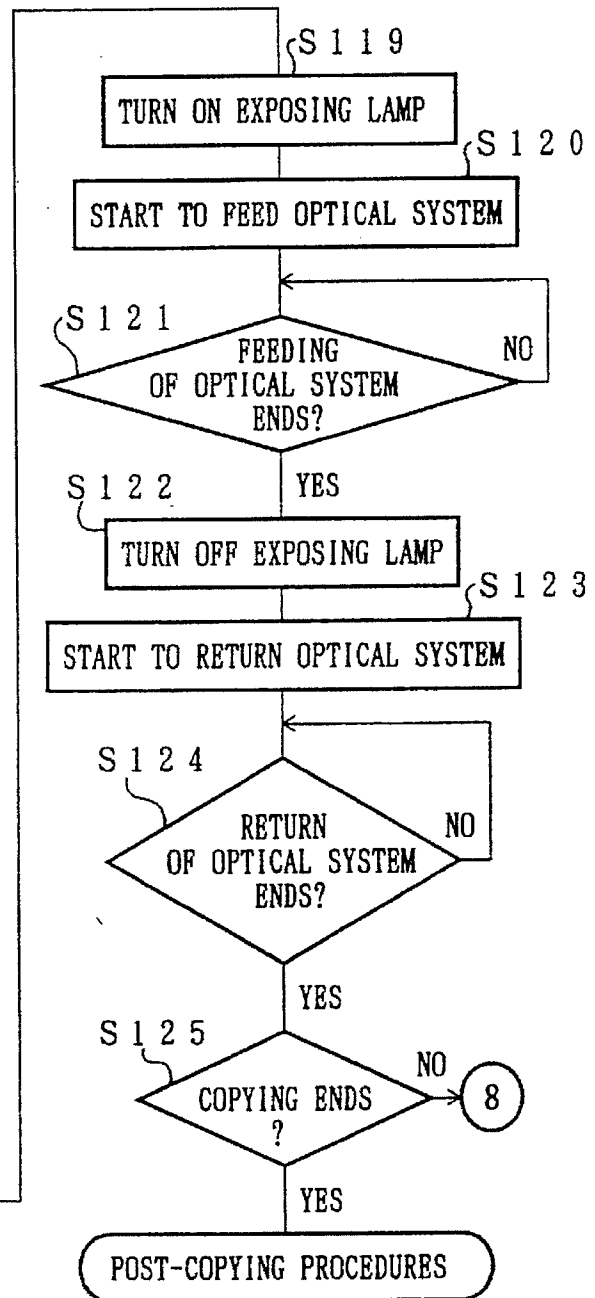 S119
TURN ON EXPOSING LAMP
S120
START TO FEED OPTICAL SYSTEM
S121
FEEDING
OF OPTICAL SYSTEM
ENDS?
NO
YES
S122
TURN OFF EXPOSING LAMP
S123
START TO RETURN OPTICAL SYSTEM
S124
RETURN
OF OPTICAL SYSTEM
ENDS?
NO
YES
S125
COPYING ENDS
?
NO
8
YES
POST-COPYING PROCEDURES